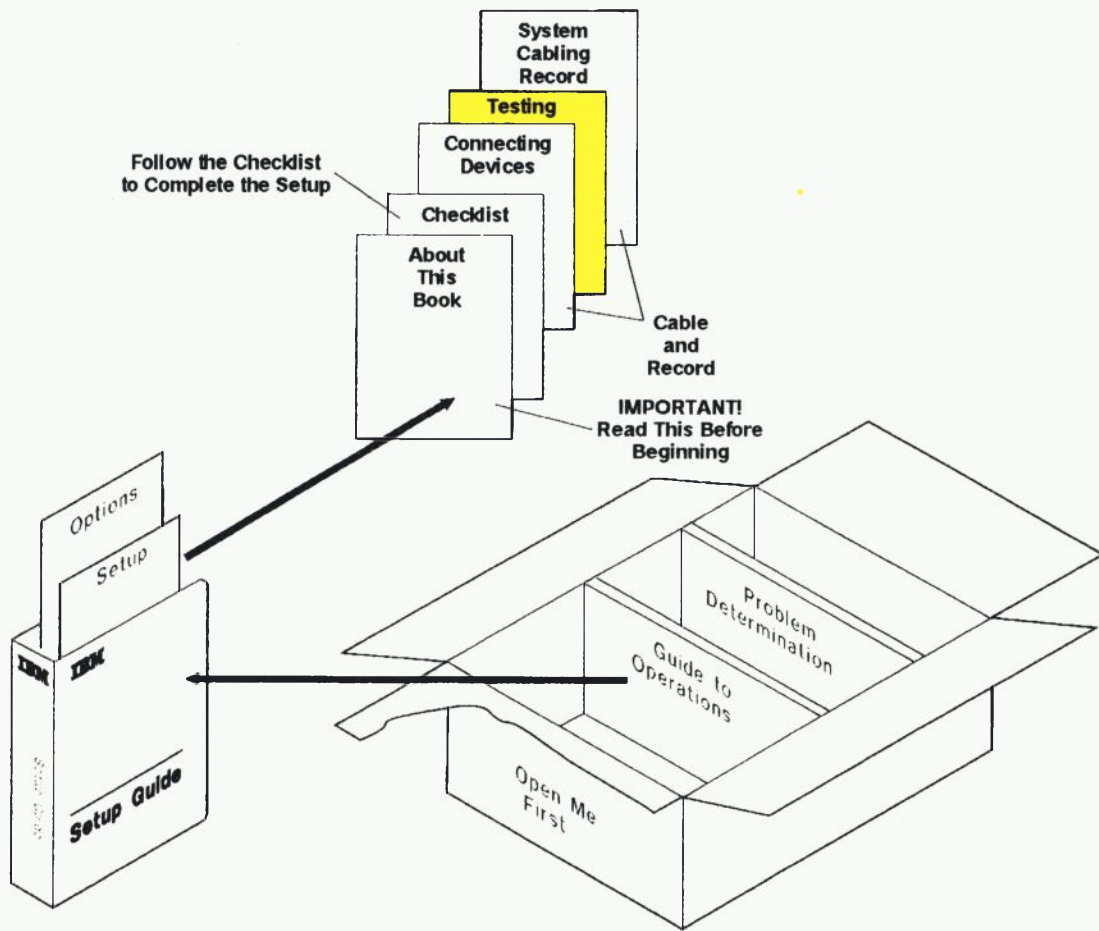 System
Cabling
Record
Testing
Connecting
Devices
Follow the Checklist
to Complete the Setup
Checklist
About
This
Book
Cable
and
Record
IMPORTANT!
Read This Before
Beginning
Options
Setup
IBM
IBM
Setup Guide
Problem
Determination
Guide to
Operations
Open Me
First